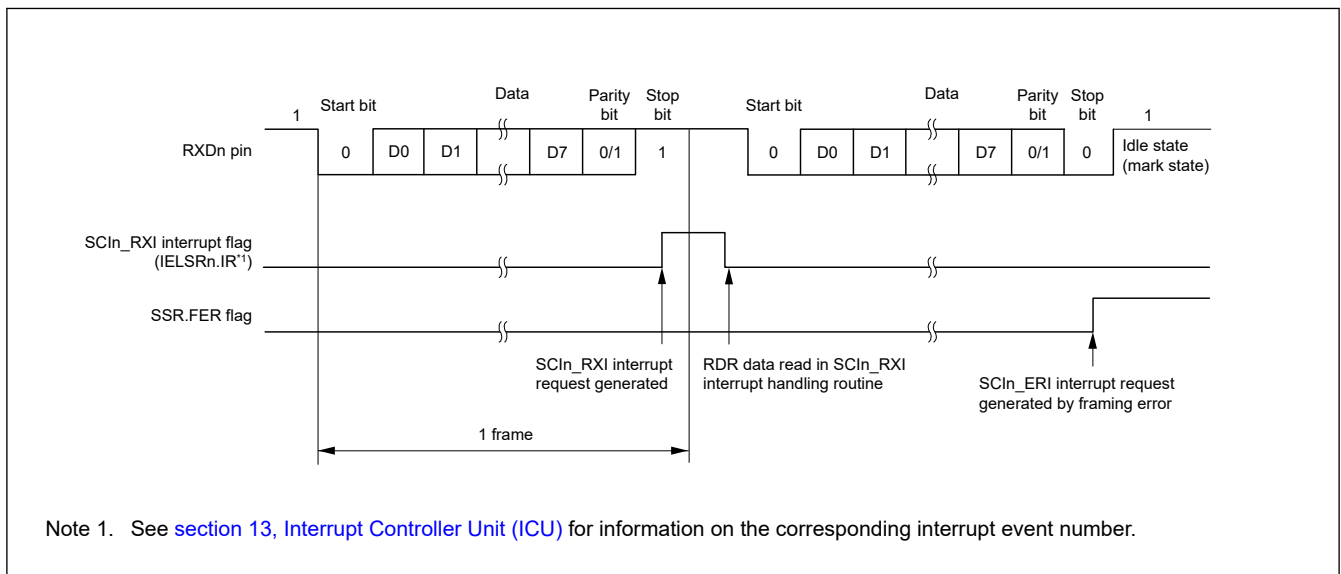 Start bit
Data
Parity bit
Stop bit
Start bit
Data
Parity bit
Stop bit
1
1
RXDn pin
0
D0
D1
D7
0/1
1
0
D0
D1
D7
0/1
0
Idle state
(mark state)
SCIn_RXI interrupt flag
(IELSRn.IR*1)
SSR.FER flag
SCIn_RXI interrupt
request generated
RDR data read in SCIn_RXI
interrupt handling routine
SCIn_ERI interrupt request
generated by framing error
1 frame
Note 1. See section 13, Interrupt Controller Unit (ICU) for information on the corresponding interrupt event number.